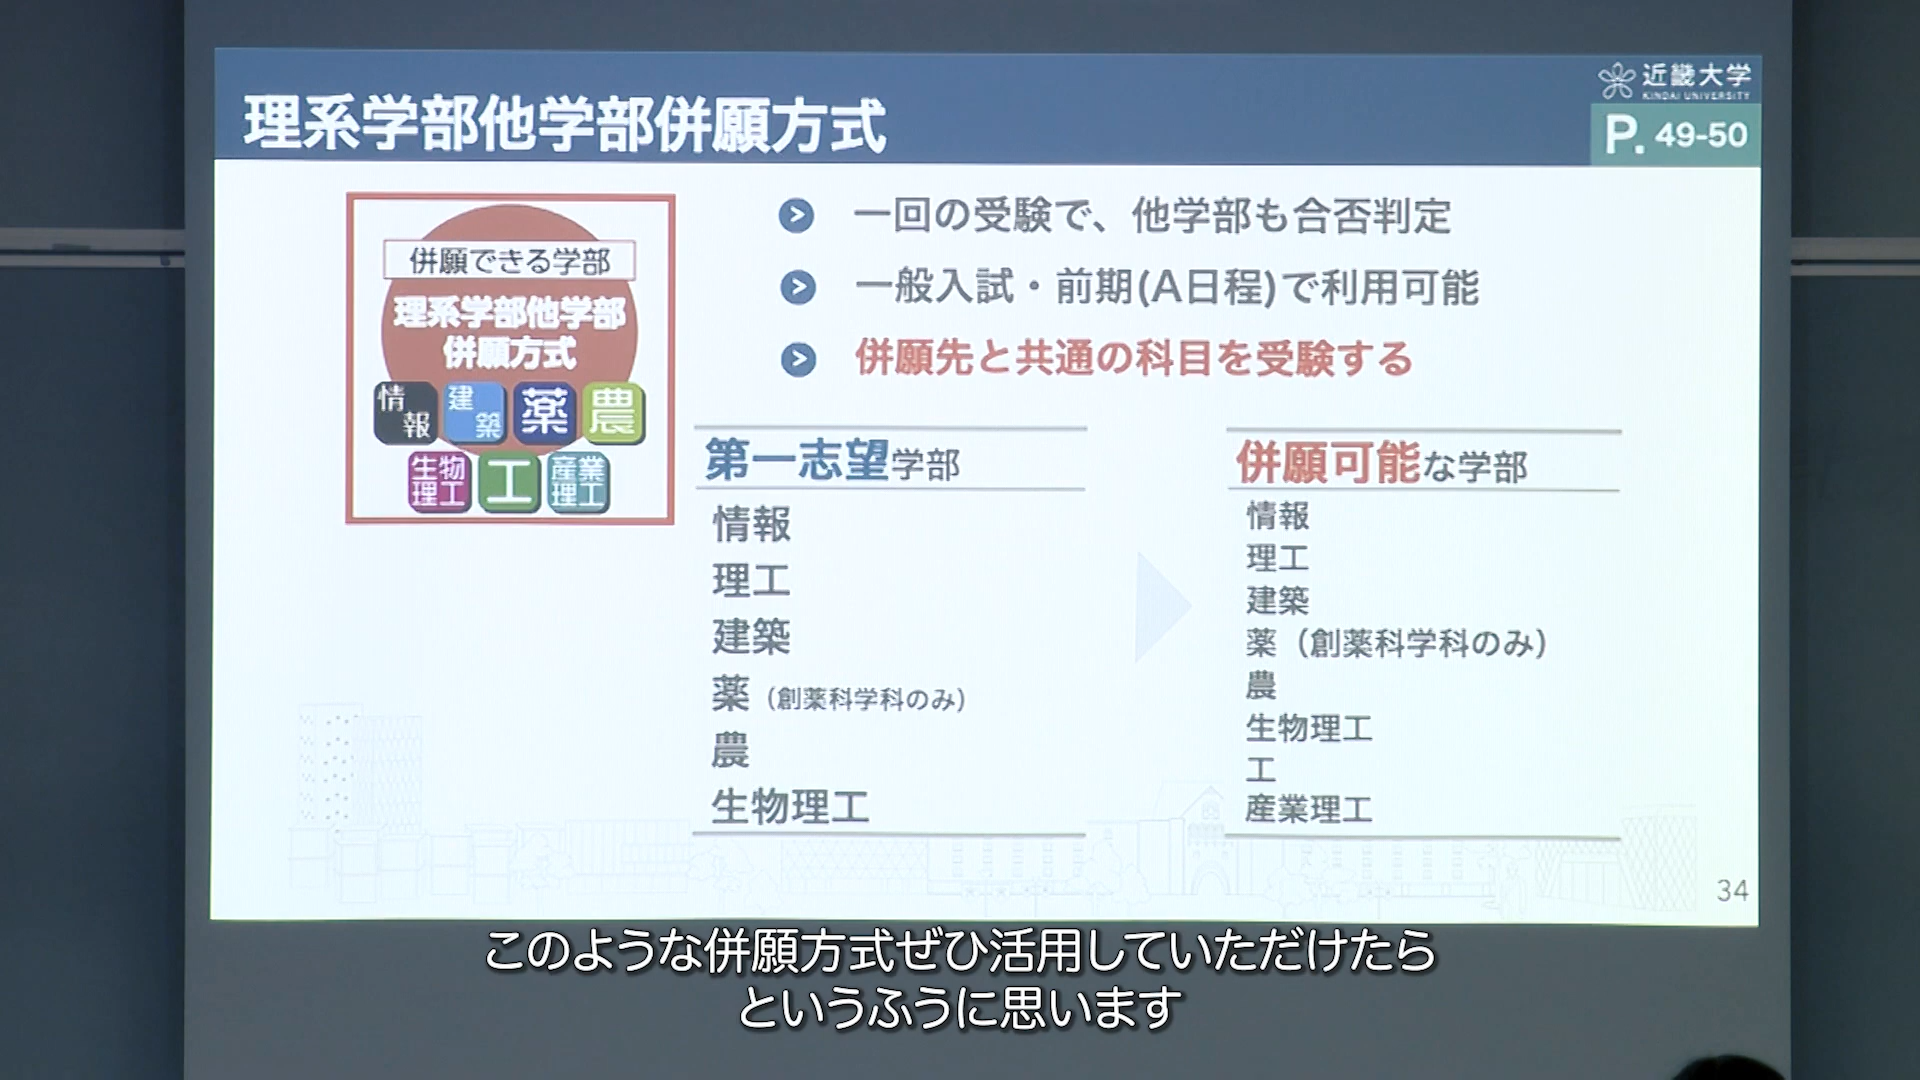 理系学部他学部併願方式
近畿大学
KINDAI UNIVERSITY
P. 49-50
併願できる学部
理系学部他学部
併願方式
情報 建築 薬 農
生物理工 工 産業理工
一回の受験で、他学部も合否判定
一般入試・前期(A日程)で利用可能
併願先と共通の科目を受験する
第一志望学部
情報
理工
建築
薬（創薬科学科のみ）
農
生物理工
併願可能な学部
情報
理工
建築
薬（創薬科学科のみ）
農
生物理工
工
産業理工
34
このような併願方式ぜひ活用していただけたら
というふうに思います